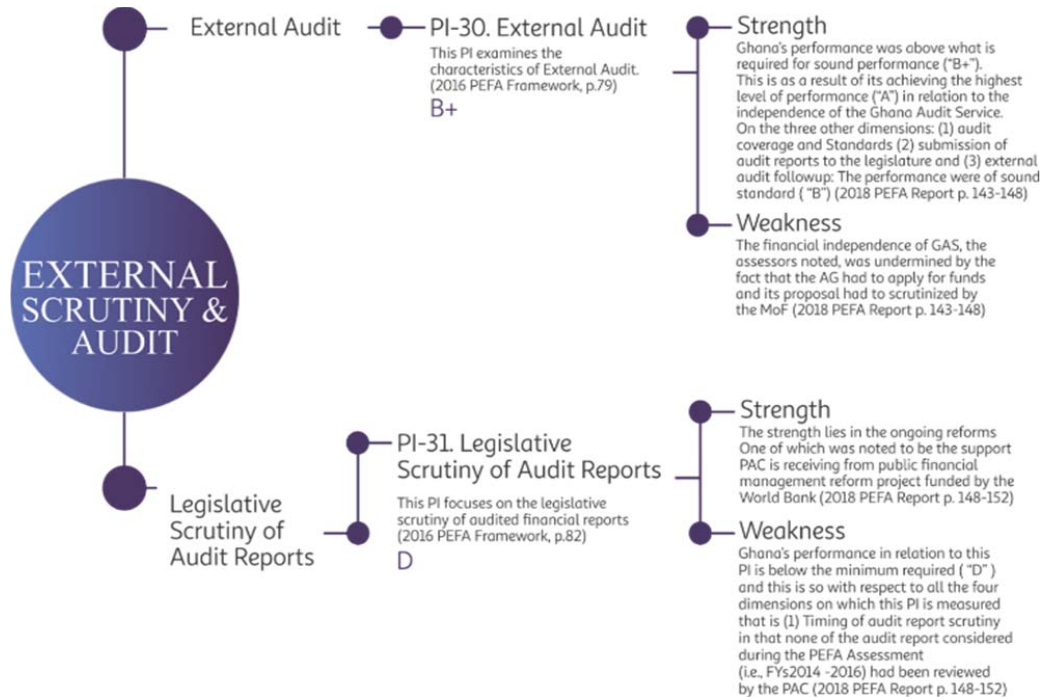 EXTERNAL
SCRUTINY &
AUDIT
External Audit
PI-30. External Audit
This PI examines the
characteristics of External Audit.
(2016 PEFA Framework, p.79)
B+
Strength
Ghana's performance was above what is
required for sound performance ("B+").
This is as a result of its achieving the highest
level of performance ("A") in relation to the
independence of the Ghana Audit Service.
On the three other dimensions: (1) audit
coverage and Standards (2) submission of
audit reports to the legislature and (3) external
audit followup: The performance were of sound
standard ( "B") (2018 PEFA Report p. 143-148)
Weakness
The financial independence of GAS, the
assessors noted, was undermined by the
fact that the AG had to apply for funds
and its proposal had to scrutinized by
the MoF (2018 PEFA Report p. 143-148)
Legislative
Scrutiny of
Audit Reports
PI-31. Legislative
Scrutiny of Audit Reports
This PI focuses on the legislative
scrutiny of audited financial reports
(2016 PEFA Framework, p.82)
D
Strength
The strength lies in the ongoing reforms
One of which was noted to be the support
PAC is receiving from public financial
management reform project funded by the
World Bank (2018 PEFA Report p. 148-152)
Weakness
Ghana's performance in relation to this
PI is below the minimum required ( "D" )
and this is so with respect to all the four
dimensions on which this PI is measured
that is (1) Timing of audit report scrutiny
in that none of the audit report considered
during the PEFA Assessment
(i.e., FYs2014 -2016) had been reviewed
by the PAC (2018 PEFA Report p. 148-152)